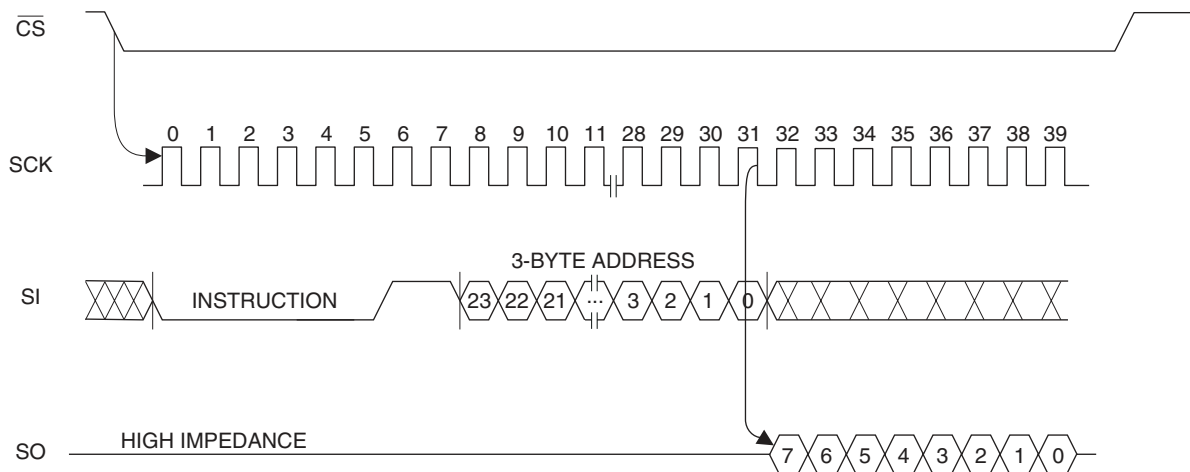 CS
0 1 2 3 4 5 6 7 8 9 10 11 28 29 30 31 32 33 34 35 36 37 38 39
SCK
3-BYTE ADDRESS
SI INSTRUCTION 23 22 21 ... 3 2 1 0
HIGH IMPEDANCE
SO 7 6 5 4 3 2 1 0